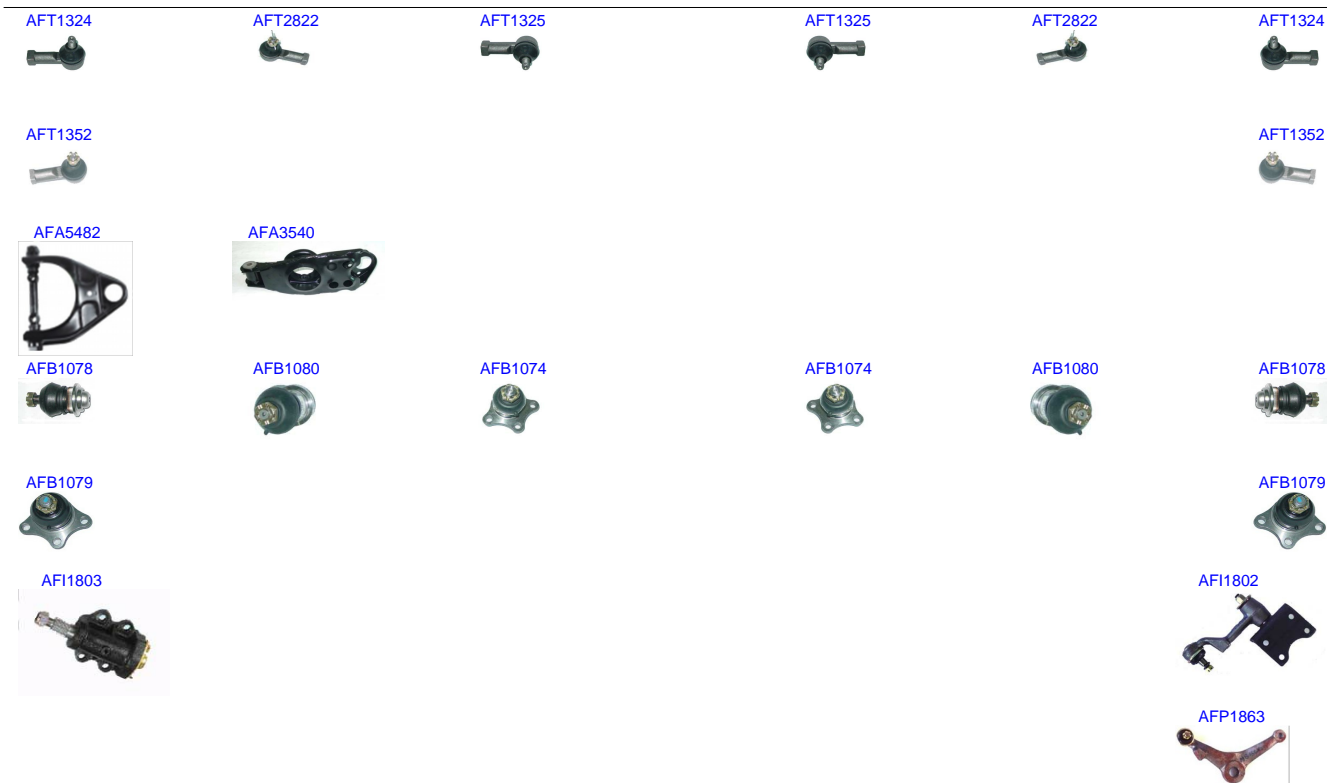 AFT1324 AFT2822 AFT1325 AFT1325 AFT2822 AFT1324
AFT1352 AFT1352
AFA5482 AFA3540
AFB1078 AFB1080 AFB1074 AFB1074 AFB1080 AFB1078
AFB1079 AFB1079
AFI1803 AFI1802
AFP1863